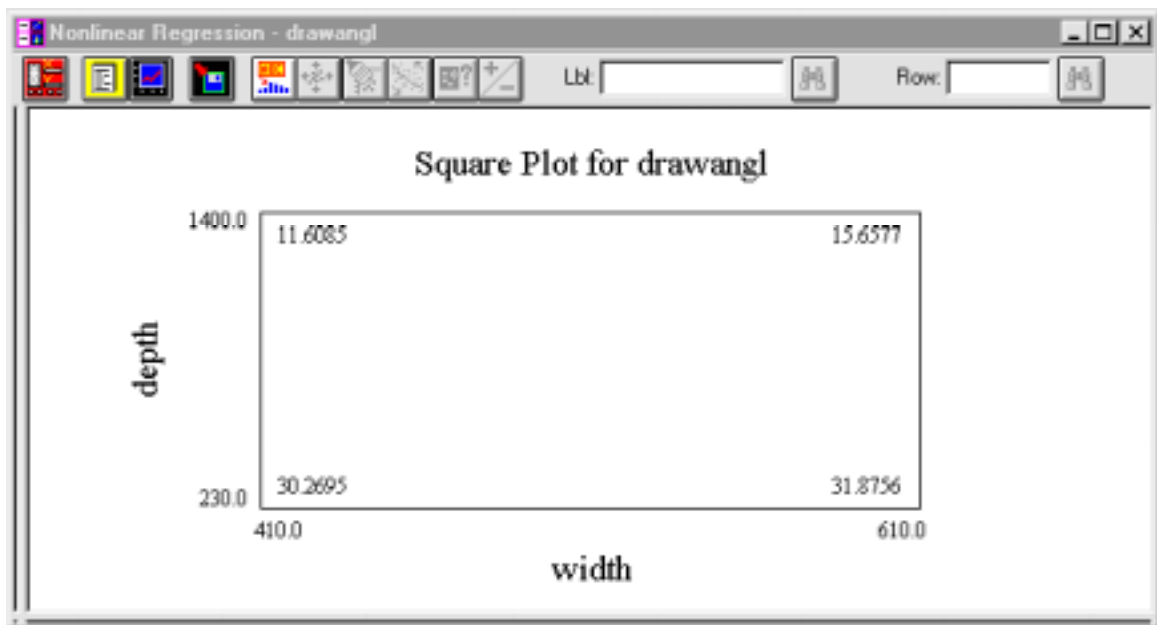 Nonlinear Regression - drawangl
Lbl: Row:
Square Plot for drawangl
1400.0
11.6085 15.6577
depth
230.0
30.2695 31.8756
410.0 610.0
width